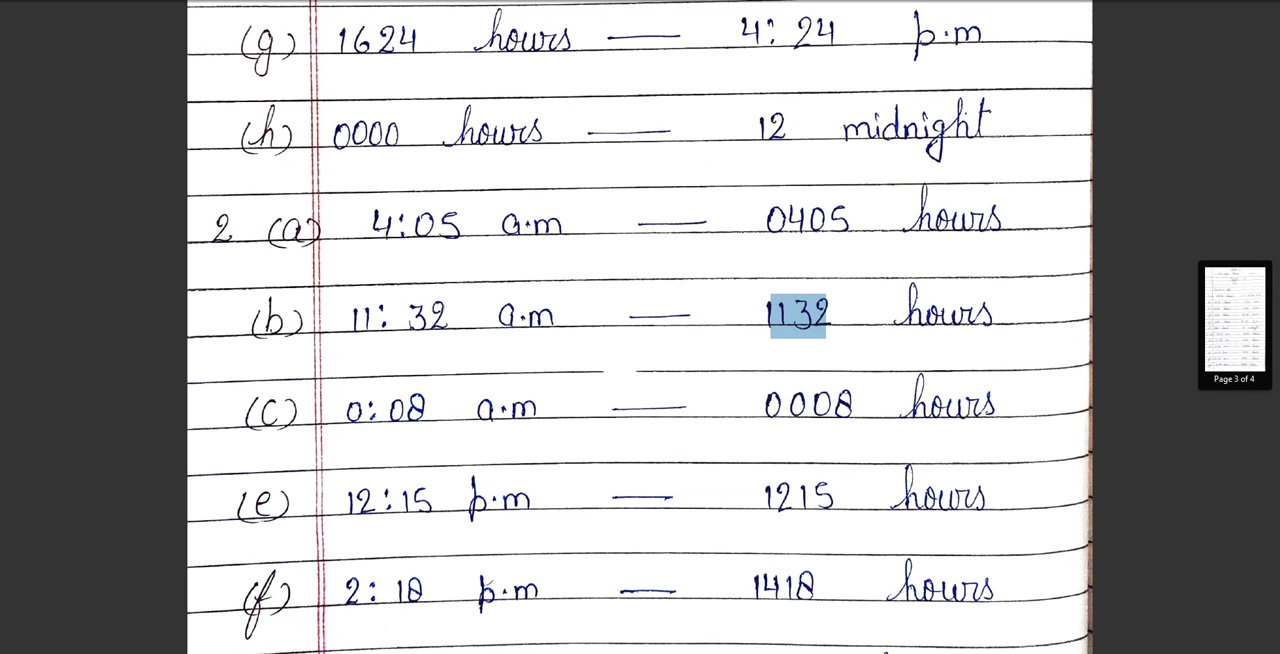 (g) 1624 hours — 4: 24 p.m
(h) 0000 hours — 12 midnight
2 (a) 4:05 a.m — 0405 hours
(b) 11: 32 a.m — 1132 hours
(c) 0:08 a.m — 0008 hours
(e) 12:15 p.m — 1215 hours
(f) 2: 18 p.m — 1418 hours
Page 3 of 4